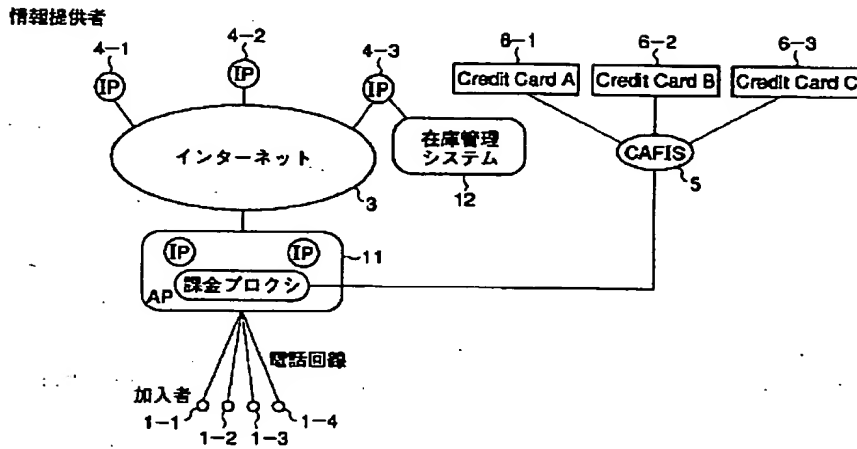 情報提供者
4-1
4-2
4-3
6-1
6-2
6-3
IP
IP
IP
Credit Card A
Credit Card B
Credit Card C
インターネット
在庫管理
システム
CAFIS
3
12
5
IP
IP
11
AP
課金プロクシ
電話回線
加入者
1-1
1-2
1-3
1-4